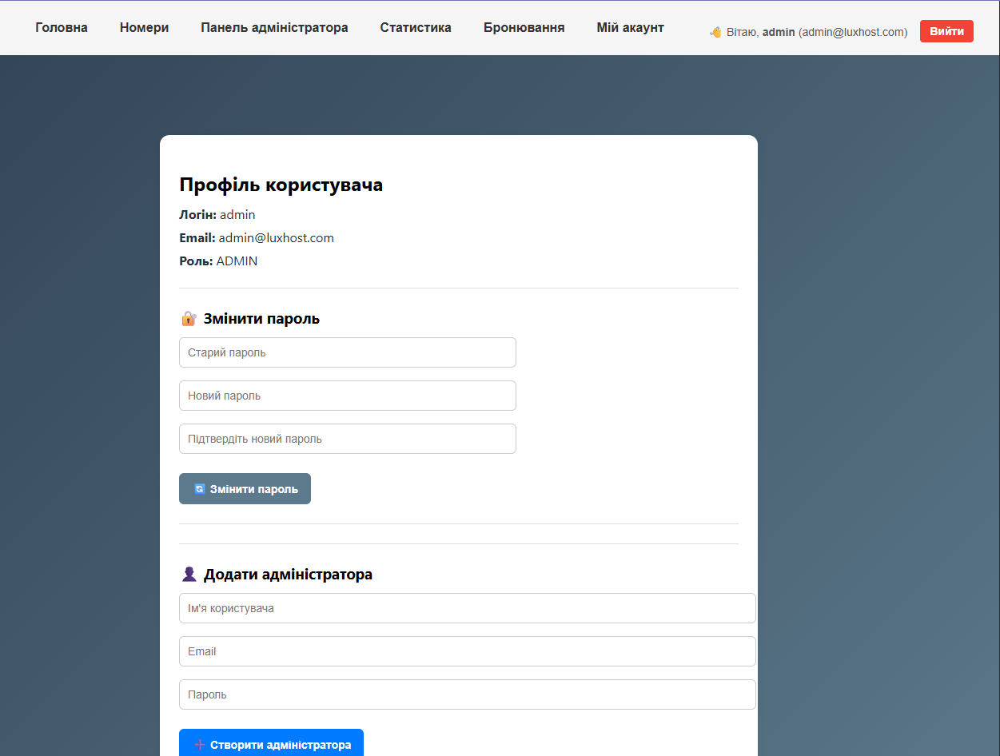 Головна Номери Панель адміністратора Статистика Бронювання Мій акаунт 👋 Вітаю, admin (admin@luxhost.com) Вийти
Профіль користувача
Логін: admin
Email: admin@luxhost.com
Роль: ADMIN
🔐 Змінити пароль
Старий пароль
Новий пароль
Підтвердіть новий пароль
🔄 Змінити пароль
👤 Додати адміністратора
Ім'я користувача
Email
Пароль
➕ Створити адміністратора